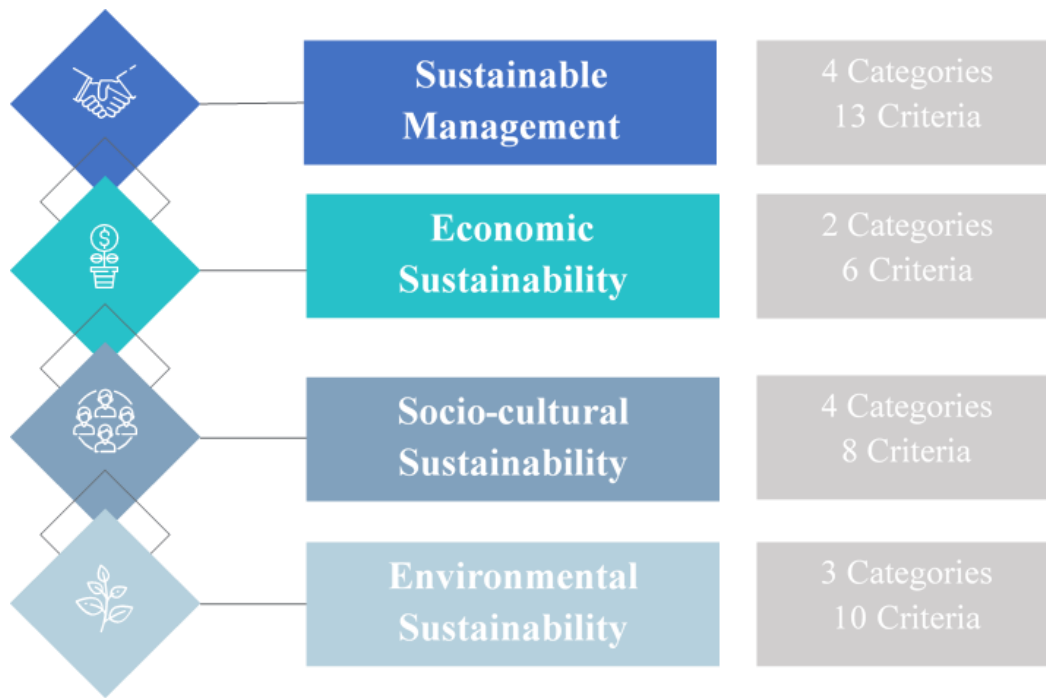 Sustainable
Management
4 Categories
13 Criteria
$
Economic
Sustainability
2 Categories
6 Criteria
Socio-cultural
Sustainability
4 Categories
8 Criteria
Environmental
Sustainability
3 Categories
10 Criteria